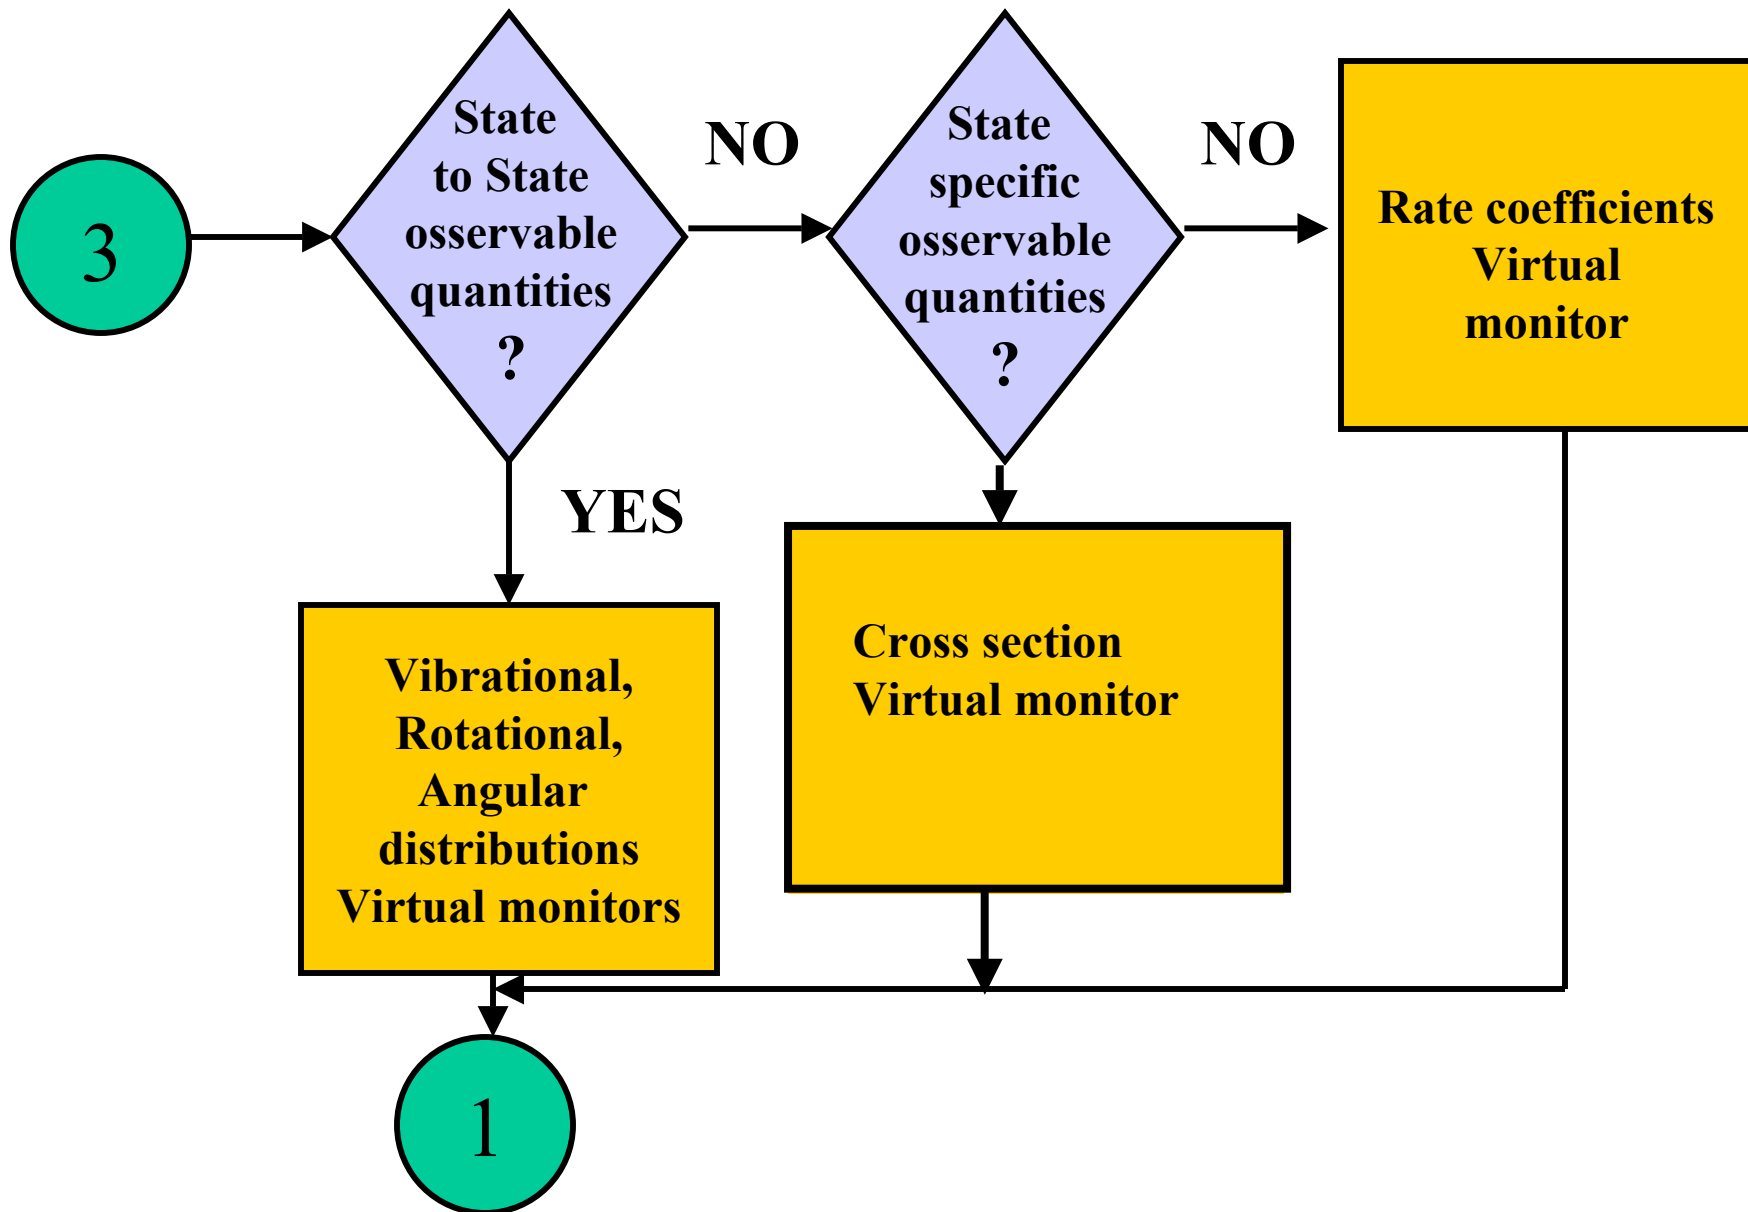 3
State
to State
osservable
quantities
?
NO
State
specific
osservable
quantities
?
NO
Rate coefficients
Virtual
monitor
YES
Vibrational,
Rotational,
Angular
distributions
Virtual monitors
Cross section
Virtual monitor
1